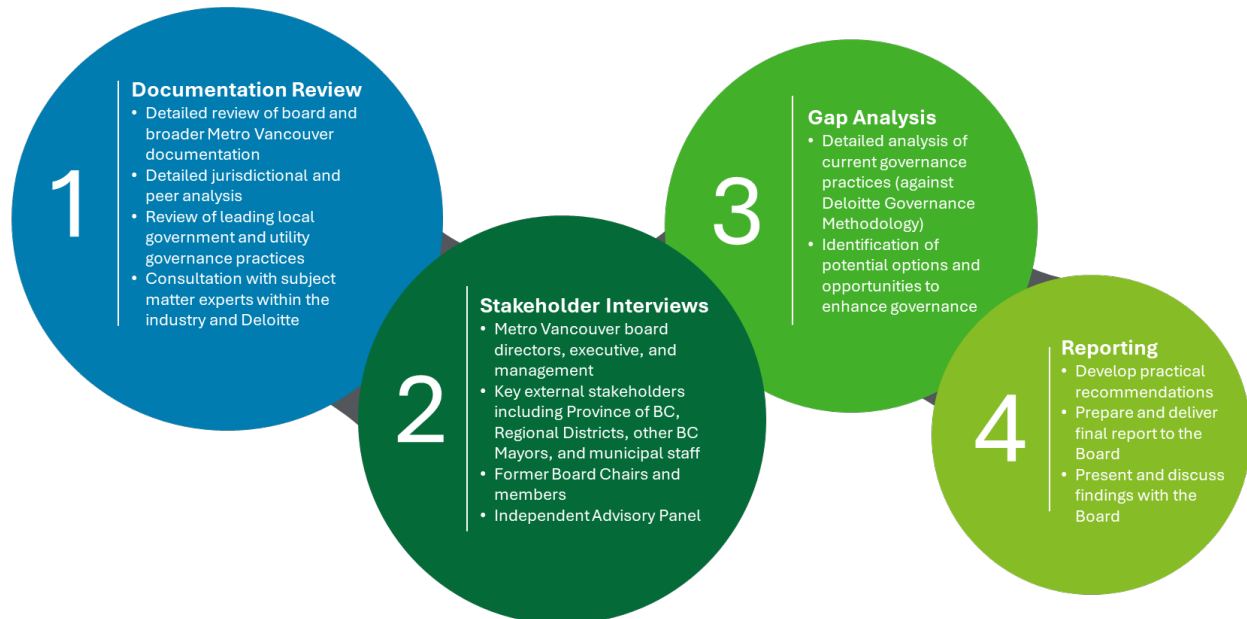 1
Documentation Review
• Detailed review of board and
broader Metro Vancouver
documentation
• Detailed jurisdictional and
peer analysis
• Review of leading local
government and utility
governance practices
• Consultation with subject
matter experts within the
industry and Deloitte
2
Stakeholder Interviews
• Metro Vancouver board
directors, executive, and
management
• Key external stakeholders
including Province of BC,
Regional Districts, other BC
Mayors, and municipal staff
• Former Board Chairs and
members
• Independent Advisory Panel
3
Gap Analysis
• Detailed analysis of
current governance
practices (against
Deloitte Governance
Methodology)
• Identification of
potential options and
opportunities to
enhance governance
4
Reporting
• Develop practical
recommendations
• Prepare and deliver
final report to the
Board
• Present and discuss
findings with the
Board